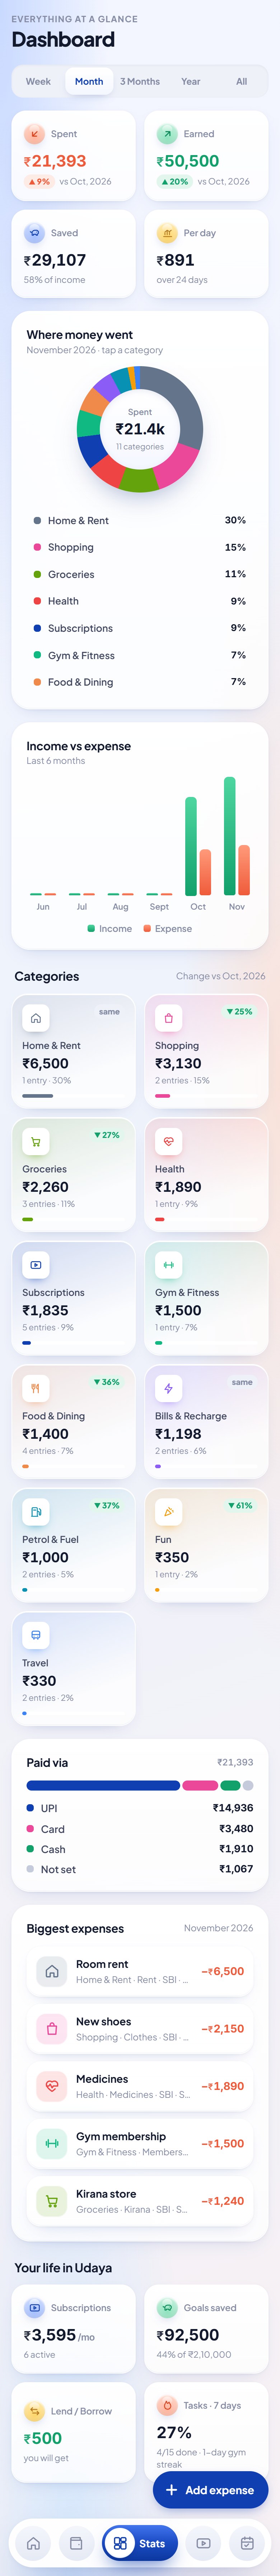 EVERYTHING AT A GLANCE
Dashboard
Week Month 3 Months Year All
Spent
₹21,393
▲ 9% vs Oct, 2026
Earned
₹50,500
▲ 20% vs Oct, 2026
Saved
₹29,107
58% of income
Per day
₹891
over 24 days
Where money went
November 2026 · tap a category
Spent
₹21.4k
11 categories
Home & Rent 30%
Shopping 15%
Groceries 11%
Health 9%
Subscriptions 9%
Gym & Fitness 7%
Food & Dining 7%
Income vs expense
Last 6 months
Jun Jul Aug Sept Oct Nov
Income Expense
Categories Change vs Oct, 2026
same
Home & Rent
₹6,500
1 entry · 30%
▼ 25%
Shopping
₹3,130
2 entries · 15%
▼ 27%
Groceries
₹2,260
3 entries · 11%
Health
₹1,890
1 entry · 9%
Subscriptions
₹1,835
5 entries · 9%
Gym & Fitness
₹1,500
1 entry · 7%
▼ 36%
Food & Dining
₹1,400
4 entries · 7%
same
Bills & Recharge
₹1,198
2 entries · 6%
▼ 37%
Petrol & Fuel
₹1,000
2 entries · 5%
▼ 61%
Fun
₹350
1 entry · 2%
Travel
₹330
2 entries · 2%
Paid via ₹21,393
UPI ₹14,936
Card ₹3,480
Cash ₹1,910
Not set ₹1,067
Biggest expenses November 2026
Room rent
Home & Rent · Rent · SBI · ...
−₹6,500
New shoes
Shopping · Clothes · SBI · ...
−₹2,150
Medicines
Health · Medicines · SBI · S...
−₹1,890
Gym membership
Gym & Fitness · Members...
−₹1,500
Kirana store
Groceries · Kirana · SBI · S...
−₹1,240
Your life in Udaya
Subscriptions
₹3,595 /mo
6 active
Goals saved
₹92,500
44% of ₹2,10,000
Lend / Borrow
₹500
you will get
Tasks · 7 days
27%
4/15 done · 1-day gym
streak
+ Add expense
Stats